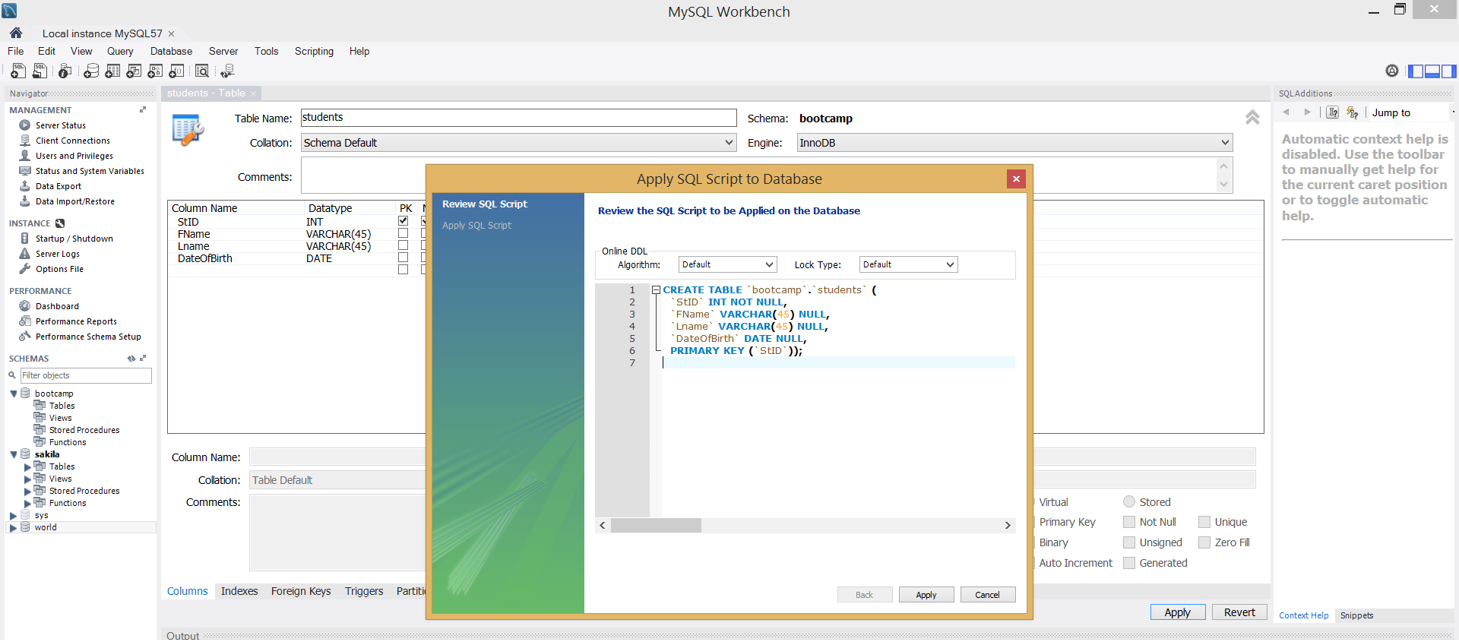 MySQL Workbench
Local instance MySQL57
File Edit View Query Database Server Tools Scripting Help
Navigator
MANAGEMENT
Server Status
Client Connections
Users and Privileges
Status and System Variables
Data Export
Data Import/Restore
INSTANCE
Startup / Shutdown
Server Logs
Options File
PERFORMANCE
Dashboard
Performance Reports
Performance Schema Setup
SCHEMAS
Filter objects
bootcamp
Tables
Views
Stored Procedures
Functions
sakila
Tables
Views
Stored Procedures
Functions
sys
world
students - Table
Table Name: students Schema: bootcamp
Collation: Schema Default Engine: InnoDB
Comments:
Column Name Datatype PK
StID INT
FName VARCHAR(45)
Lname VARCHAR(45)
DateOfBirth DATE
Column Name:
Collation: Table Default
Comments:
Virtual Stored
Primary Key Not Null Unique
Binary Unsigned Zero Fill
Auto Increment Generated
Columns Indexes Foreign Keys Triggers Partiti
Apply Revert
Output
Apply SQL Script to Database
Review SQL Script
Apply SQL Script
Review the SQL Script to be Applied on the Database
Online DDL
Algorithm: Default Lock Type: Default
1 CREATE TABLE `bootcamp`.`students` (
2 `StID` INT NOT NULL,
3 `FName` VARCHAR(45) NULL,
4 `Lname` VARCHAR(45) NULL,
5 `DateOfBirth` DATE NULL,
6 PRIMARY KEY (`StID`));
7
Back Apply Cancel
SQLAdditions
Jump to
Automatic context help is
disabled. Use the toolbar
to manually get help for
the current caret position
or to toggle automatic
help.
Context Help Snippets